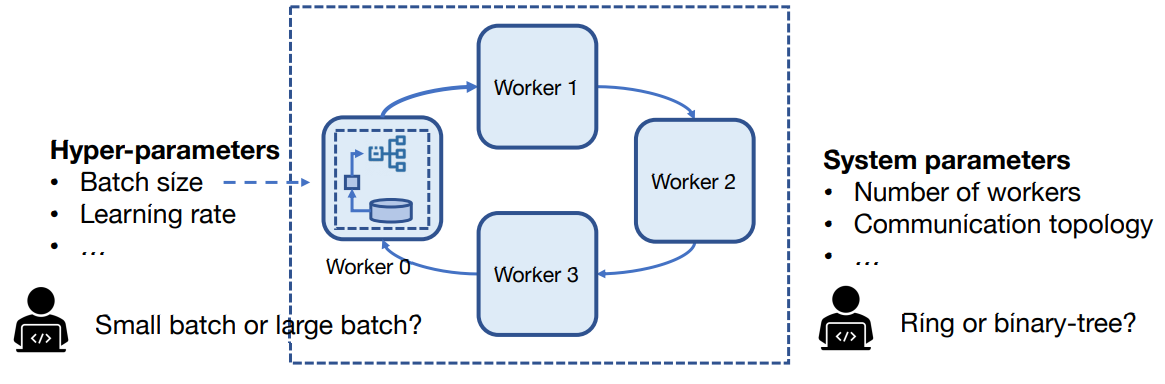 Hyper-parameters
• Batch size
• Learning rate
• ...
Small batch or large batch?
Worker 0
</>
Worker 1
Worker 2
Worker 3
System parameters
• Number of workers
• Communication topology
• ...
Ring or binary-tree?
</>